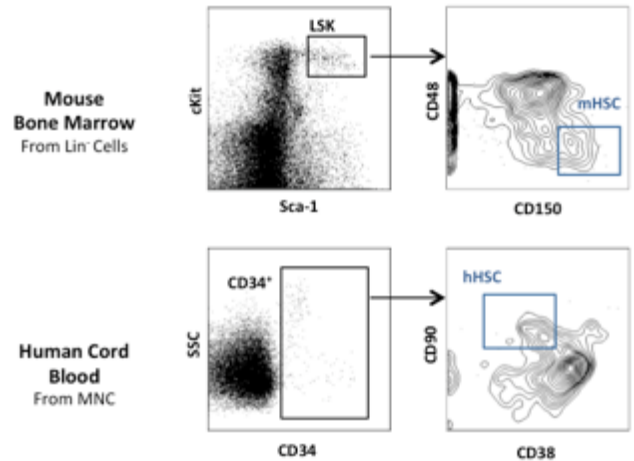 LSK
cKit
CD48
mHSC
Mouse
Bone Marrow
From Lin⁻ Cells
Sca-1
CD150
CD34⁺
hHSC
SSC
CD90
Human Cord
Blood
From MNC
CD34
CD38